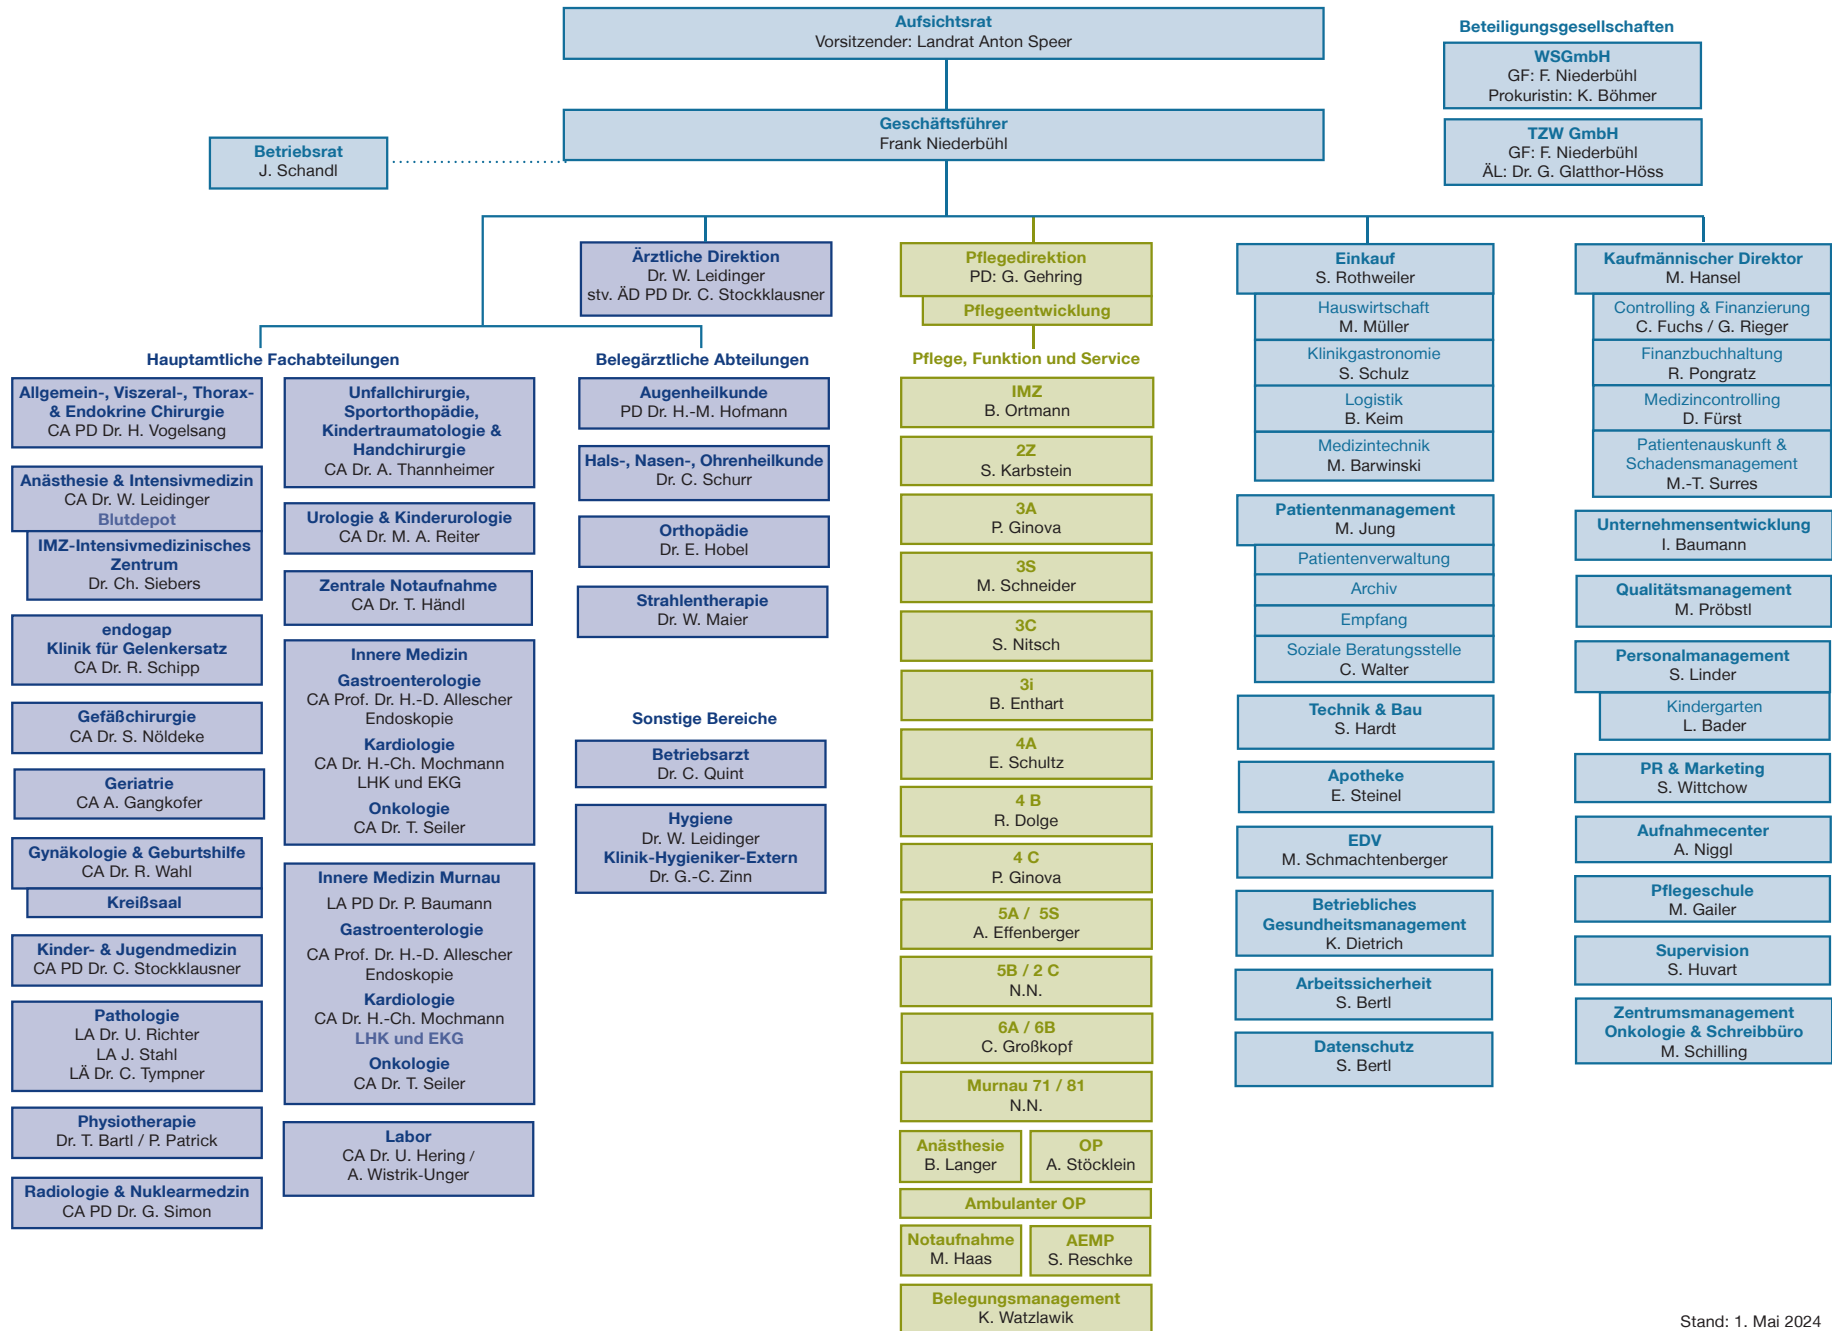 Aufsichtsrat
Vorsitzender: Landrat Anton Speer
Beteiligungsgesellschaften
WSGmbH
GF: F. Niederbühl
Prokuristin: K. Böhmer
TZW GmbH
GF: F. Niederbühl
ÄL: Dr. G. Glatthor-Höss
Geschäftsführer
Frank Niederbühl
Betriebsrat
J. Schandl
Ärztliche Direktion
Dr. W. Leidinger
stv. ÄD PD Dr. C. Stockklausner
Hauptamtliche Fachabteilungen
Allgemein-, Viszeral-, Thorax-
& Endokrine Chirurgie
CA PD Dr. H. Vogelsang
Anästhesie & Intensivmedizin
CA Dr. W. Leidinger
Blutdepot
IMZ-Intensivmedizinisches
Zentrum
Dr. Ch. Siebers
endogap
Klinik für Gelenkersatz
CA Dr. R. Schipp
Gefäßchirurgie
CA Dr. S. Nöldeke
Geriatrie
CA A. Gangkofer
Gynäkologie & Geburtshilfe
CA Dr. R. Wahl
Kreißsaal
Kinder- & Jugendmedizin
CA PD Dr. C. Stockklausner
Pathologie
LA Dr. U. Richter
LA J. Stahl
LÄ Dr. C. Tympner
Physiotherapie
Dr. T. Bartl / P. Patrick
Radiologie & Nuklearmedzin
CA PD Dr. G. Simon
Unfallchirurgie,
Sportorthopädie,
Kindertraumatologie &
Handchirurgie
CA Dr. A. Thannheimer
Urologie & Kinderurologie
CA Dr. M. A. Reiter
Zentrale Notaufnahme
CA Dr. T. Händl
Innere Medizin
Gastroenterologie
CA Prof. Dr. H.-D. Allescher
Endoskopie
Kardiologie
CA Dr. H.-Ch. Mochmann
LHK und EKG
Onkologie
CA Dr. T. Seiler
Innere Medizin Murnau
LA PD Dr. P. Baumann
Gastroenterologie
CA Prof. Dr. H.-D. Allescher
Endoskopie
Kardiologie
CA Dr. H.-Ch. Mochmann
LHK und EKG
Onkologie
CA Dr. T. Seiler
Labor
CA Dr. U. Hering /
A. Wistrik-Unger
Belegärztliche Abteilungen
Augenheilkunde
PD Dr. H.-M. Hofmann
Hals-, Nasen-, Ohrenheilkunde
Dr. C. Schurr
Orthopädie
Dr. E. Hobel
Strahlentherapie
Dr. W. Maier
Sonstige Bereiche
Betriebsarzt
Dr. C. Quint
Hygiene
Dr. W. Leidinger
Klinik-Hygieniker-Extern
Dr. G.-C. Zinn
Pflegedirektion
PD: G. Gehring
Pflegeentwicklung
Pflege, Funktion und Service
IMZ
B. Ortmann
2Z
S. Karbstein
3A
P. Ginova
3S
M. Schneider
3C
S. Nitsch
3i
B. Enthart
4A
E. Schultz
4 B
R. Dolge
4 C
P. Ginova
5A / 5S
A. Effenberger
5B / 2 C
N.N.
6A / 6B
C. Großkopf
Murnau 71 / 81
N.N.
Anästhesie
B. Langer
OP
A. Stöcklein
Ambulanter OP
Notaufnahme
M. Haas
AEMP
S. Reschke
Belegungsmanagement
K. Watzlawik
Einkauf
S. Rothweiler
Hauswirtschaft
M. Müller
Klinikgastronomie
S. Schulz
Logistik
B. Keim
Medizintechnik
M. Barwinski
Patientenmanagement
M. Jung
Patientenverwaltung
Archiv
Empfang
Soziale Beratungsstelle
C. Walter
Technik & Bau
S. Hardt
Apotheke
E. Steinel
EDV
M. Schmachtenberger
Betriebliches
Gesundheitsmanagement
K. Dietrich
Arbeitssicherheit
S. Bertl
Datenschutz
S. Bertl
Kaufmännischer Direktor
M. Hansel
Controlling & Finanzierung
C. Fuchs / G. Rieger
Finanzbuchhaltung
R. Pongratz
Medizincontrolling
D. Fürst
Patientenauskunft &
Schadensmanagement
M.-T. Surres
Unternehmensentwicklung
I. Baumann
Qualitätsmanagement
M. Pröbstl
Personalmanagement
S. Linder
Kindergarten
L. Bader
PR & Marketing
S. Wittchow
Aufnahmecenter
A. Niggl
Pflegeschule
M. Gailer
Supervision
S. Huvart
Zentrumsmanagement
Onkologie & Schreibbüro
M. Schilling
Stand: 1. Mai 2024